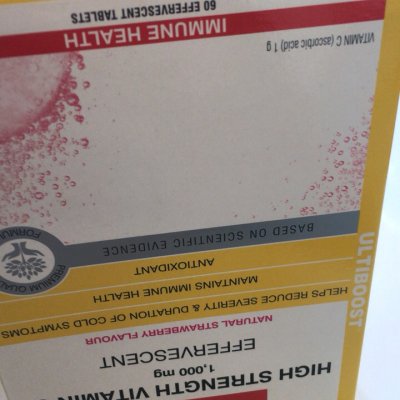 HIGH STRENGTH VITAMIN
1,000 mg
EFFERVESCENT
NATURAL STRAWBERRY FLAVOUR
HELPS REDUCE SEVERITY & DURATION OF COLD SYMPTOMS
MAINTAINS IMMUNE HEALTH
ANTIOXIDANT
ULTIBOOST
BASED ON SCIENTIFIC EVIDENCE
PREMIUM
VITAMIN C (ascorbic acid) 1 g
IMMUNE HEALTH
60 EFFERVESCENT TABLETS